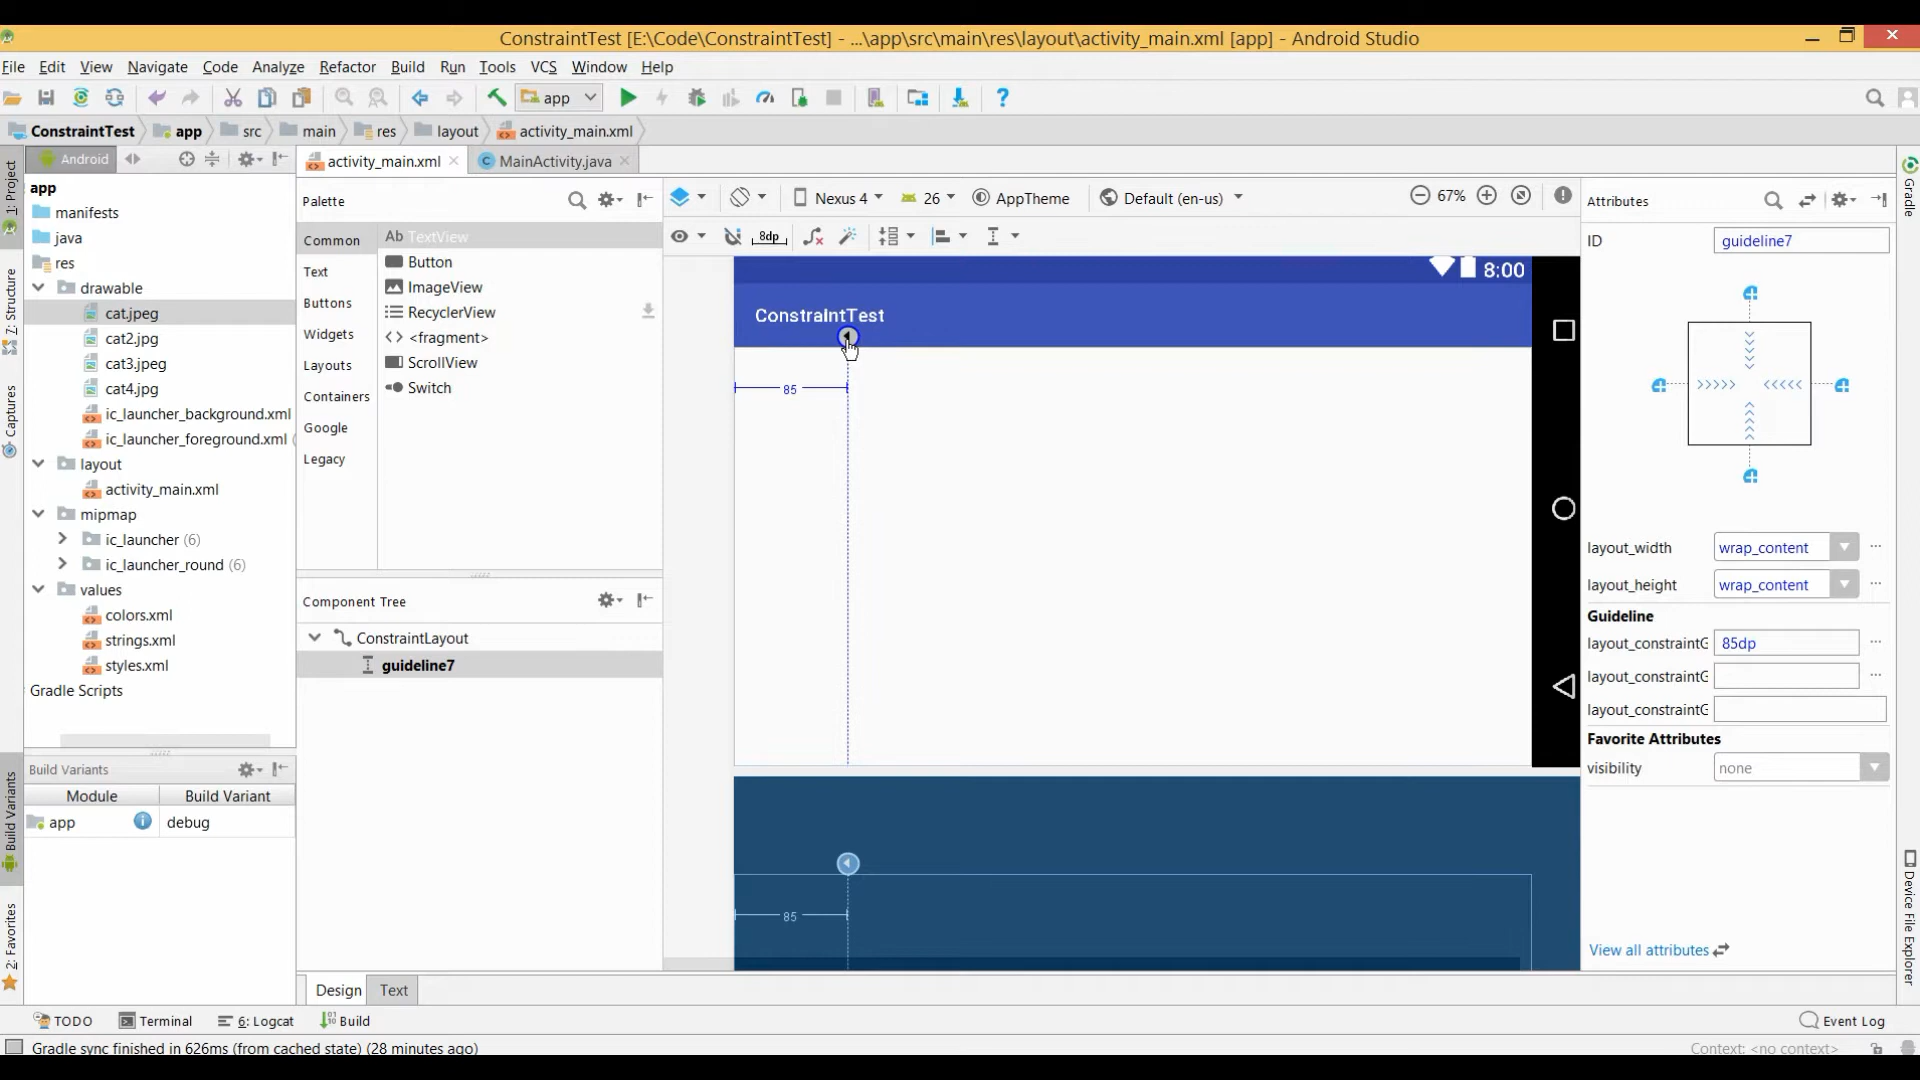 ConstraintTest [E:\Code\ConstraintTest] - ...\app\src\main\res\layout\activity_main.xml [app] - Android Studio
File Edit View Navigate Code Analyze Refactor Build Run Tools VCS Window Help
app
ConstraintTest app src main res layout activity_main.xml
1: Project
7: Structure
Captures
Build Variants
2: Favorites
Android
app
manifests
java
res
drawable
cat.jpeg
cat2.jpg
cat3.jpeg
cat4.jpg
ic_launcher_background.xml
ic_launcher_foreground.xml (
layout
activity_main.xml
mipmap
ic_launcher (6)
ic_launcher_round (6)
values
colors.xml
strings.xml
styles.xml
Gradle Scripts
Build Variants
Module Build Variant
app debug
activity_main.xml MainActivity.java
Palette
Common
Text
Buttons
Widgets
Layouts
Containers
Google
Legacy
Ab TextView
Button
ImageView
RecyclerView
<fragment>
ScrollView
Switch
Component Tree
ConstraintLayout
guideline7
Design Text
Nexus 4 26 AppTheme Default (en-us) 67%
8dp
8:00
ConstraintTest
85
85
Attributes
ID guideline7
layout_width wrap_content
layout_height wrap_content
Guideline
layout_constraintG 85dp
layout_constraintG
layout_constraintG
Favorite Attributes
visibility none
View all attributes
Gradle
Device File Explorer
TODO Terminal 6: Logcat Build Event Log
Gradle sync finished in 626ms (from cached state) (28 minutes ago) Context: <no context>